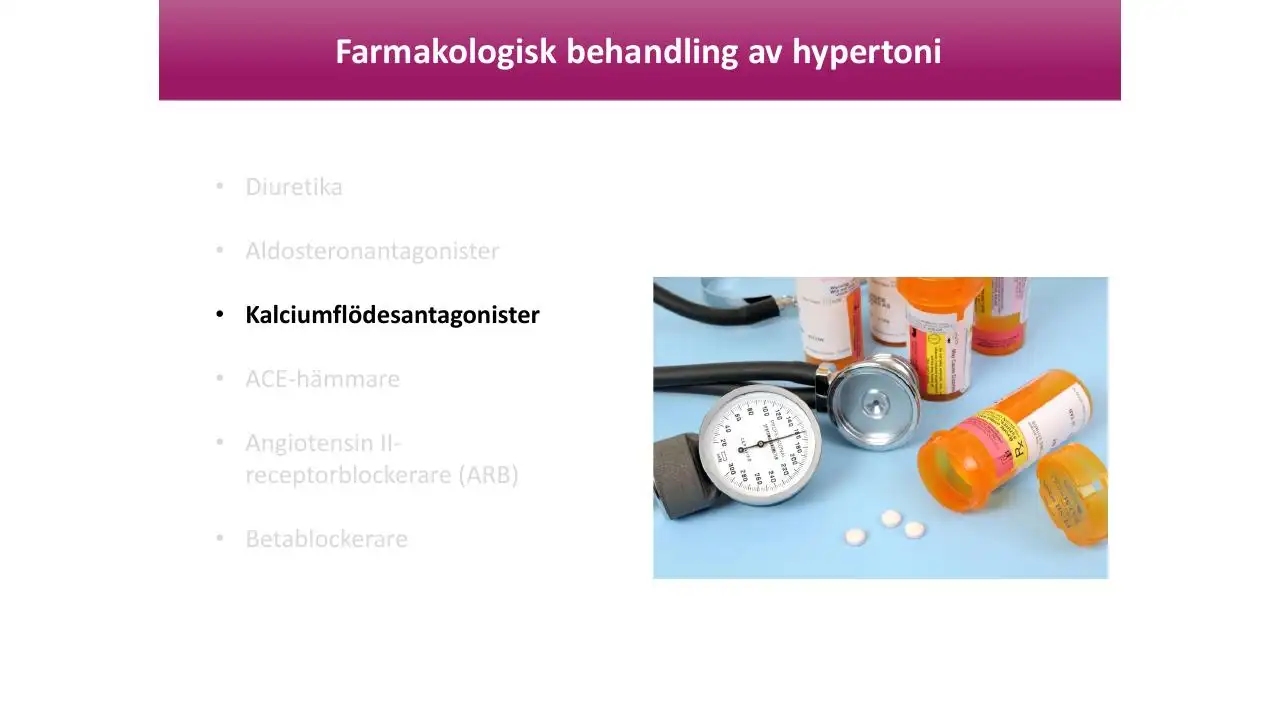 Farmakologisk behandling av hypertoni
• Diuretika
• Aldosteronantagonister
• Kalciumflödesantagonister
• ACE-hämmare
• Angiotensin II-
receptorblockerare (ARB)
• Betablockerare